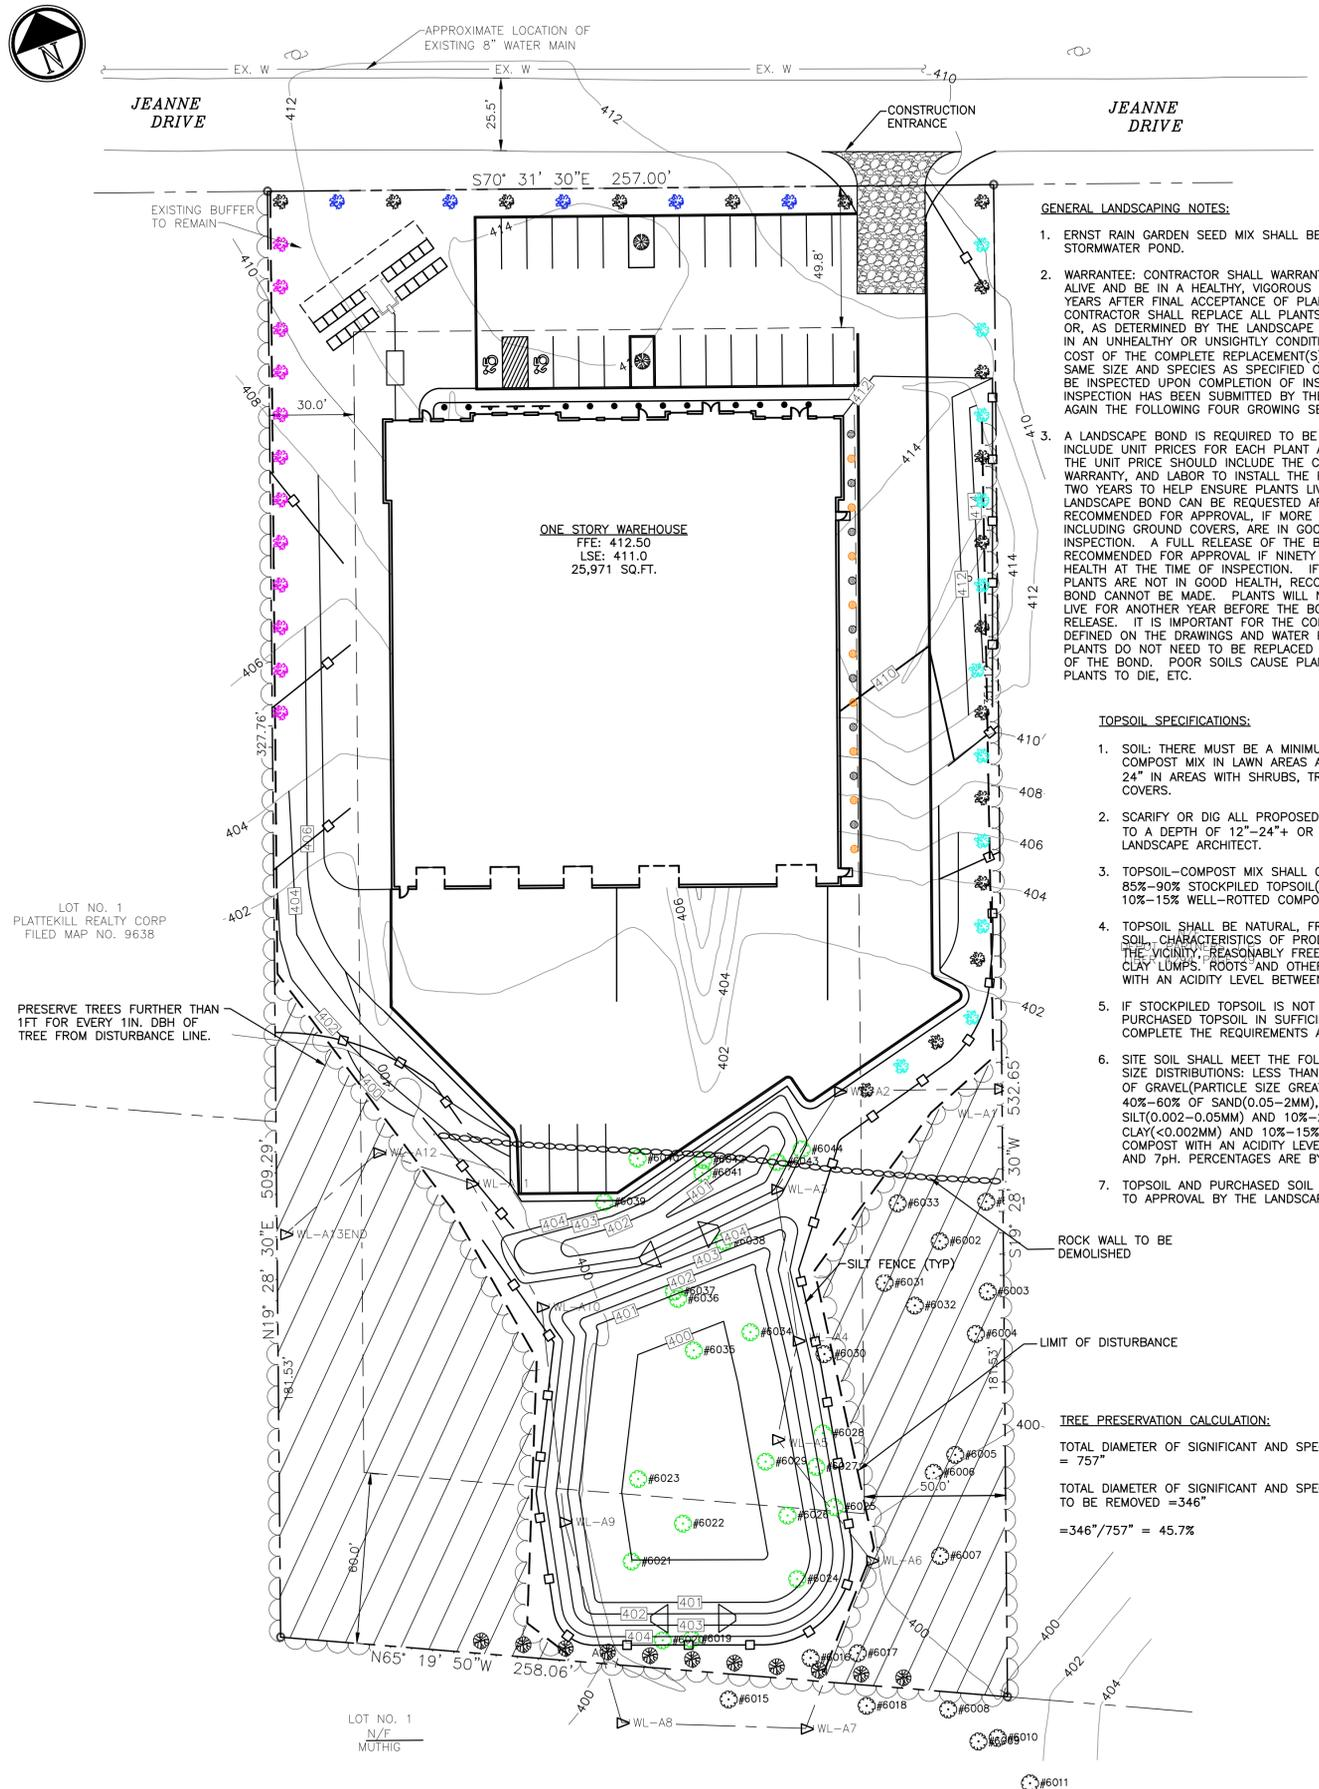 N
APPROXIMATE LOCATION OF
EXISTING 8" WATER MAIN
EX. W
EX. W
EX. W
410
JEANNE
DRIVE
412
25.5'
412
CONSTRUCTION
ENTRANCE
JEANNE
DRIVE
S70° 31' 30"E 257.00'
EXISTING BUFFER
TO REMAIN
410
414
49.8'
408
30.0'
412
414
410
ONE STORY WAREHOUSE
FFE: 412.50
LSE: 411.0
25,971 SQ.FT.
414
412
414
412
406
410
327.76'
410
408
404
406
406
404
404
402
406
LOT NO. 1
PLATTEKILL REALTY CORP
FILED MAP NO. 9638
404
402
402
PRESERVE TREES FURTHER THAN
1FT FOR EVERY 1IN. DBH OF
TREE FROM DISTURBANCE LINE.
402
400
400
GENERAL LANDSCAPING NOTES:
1. ERNST RAIN GARDEN SEED MIX SHALL BE
STORMWATER POND.
2. WARRANTEE: CONTRACTOR SHALL WARRANT
ALIVE AND BE IN A HEALTHY, VIGOROUS
YEARS AFTER FINAL ACCEPTANCE OF
CONTRACTOR SHALL REPLACE ALL PLANTS
OR, AS DETERMINED BY THE LANDSCAPE
IN AN UNHEALTHY OR UNSIGHTLY
COST OF THE COMPLETE REPLACEMENT(S)
SAME SIZE AND SPECIES AS SPECIFIED
BE INSPECTED UPON COMPLETION OF
INSPECTION HAS BEEN SUBMITTED BY
AGAIN THE FOLLOWING FOUR GROWING
3. A LANDSCAPE BOND IS REQUIRED TO BE
INCLUDE UNIT PRICES FOR EACH PLANT
THE UNIT PRICE SHOULD INCLUDE THE
WARRANTY, AND LABOR TO INSTALL THE
TWO YEARS TO HELP ENSURE PLANTS
LANDSCAPE BOND CAN BE REQUESTED
RECOMMENDED FOR APPROVAL, IF MORE
INCLUDING GROUND COVERS, ARE IN
INSPECTION. A FULL RELEASE OF THE
RECOMMENDED FOR APPROVAL IF NINETY
HEALTH AT THE TIME OF INSPECTION. IF
PLANTS ARE NOT IN GOOD HEALTH,
BOND CANNOT BE MADE. PLANTS WILL
LIVE FOR ANOTHER YEAR BEFORE THE
RELEASE. IT IS IMPORTANT FOR THE
DEFINED ON THE DRAWINGS AND WATER
PLANTS DO NOT NEED TO BE REPLACED
OF THE BOND. POOR SOILS CAUSE
PLANTS TO DIE, ETC.
TOPSOIL SPECIFICATIONS:
1. SOIL: THERE MUST BE A
COMPOST MIX IN LAWN AREAS
24" IN AREAS WITH SHRUBS,
COVERS.
2. SCARIFY OR DIG ALL PROPOSED
TO A DEPTH OF 12"-24"+ OR
LANDSCAPE ARCHITECT.
3. TOPSOIL-COMPOST MIX SHALL
85%-90% STOCKPILED TOPSOIL(
10%-15% WELL-ROTTED
4. TOPSOIL SHALL BE NATURAL,
SOIL, CHARACTERISTICS OF
THE VICINITY, REASONABLY FREE
CLAY LUMPS. ROOTS AND OTHER
WITH AN ACIDITY LEVEL BETWEEN
5. IF STOCKPILED TOPSOIL IS NOT
PURCHASED TOPSOIL IN
COMPLETE THE REQUIREMENTS
6. SITE SOIL SHALL MEET THE
SIZE DISTRIBUTIONS: LESS THAN
OF GRAVEL(PARTICLE SIZE
40%-60% OF SAND(0.05-2MM),
SILT(0.002-0.05MM) AND
CLAY(<0.002MM) AND 10%-15%
COMPOST WITH AN ACIDITY
AND 7pH. PERCENTAGES ARE
7. TOPSOIL AND PURCHASED SOIL
TO APPROVAL BY THE
WL-A2
WL-A1
532.65'
S19° 28' 30"W
509.29'
N19° 28' 30"E
WL-A12
WL-A13END
#6044
#6043
#6041
#6039
#6038
WL-A3
#6033
#6002
ROCK WALL TO BE
DEMOLISHED
401
404
403
402
404
403
402
401
400
400
SILT FENCE (TYP)
#6037
#6036
#6031
#6032
#6003
#6004
WL-A10
#6034
#6035
#6030
LIMIT OF DISTURBANCE
181.53'
181.53'
400
#6028
WL-A5
#6029
#6027
#6005
#6006
#6023
#6025
50.0'
TREE PRESERVATION CALCULATION:
TOTAL DIAMETER OF SIGNIFICANT AND
= 757"
TOTAL DIAMETER OF SIGNIFICANT AND
TO BE REMOVED =346"
=346"/757" = 45.7%
WL-A9
#6022
#6026
60.0'
#6021
#6024
WL-A6
#6007
401
402
403
404
#6019
#6016
#6017
400
400
402
404
N65° 19' 50"W 258.06'
400
#6015
#6018
#6008
WL-A8
WL-A7
#6010
#6011
LOT NO. 1
N/F
MUTHIG